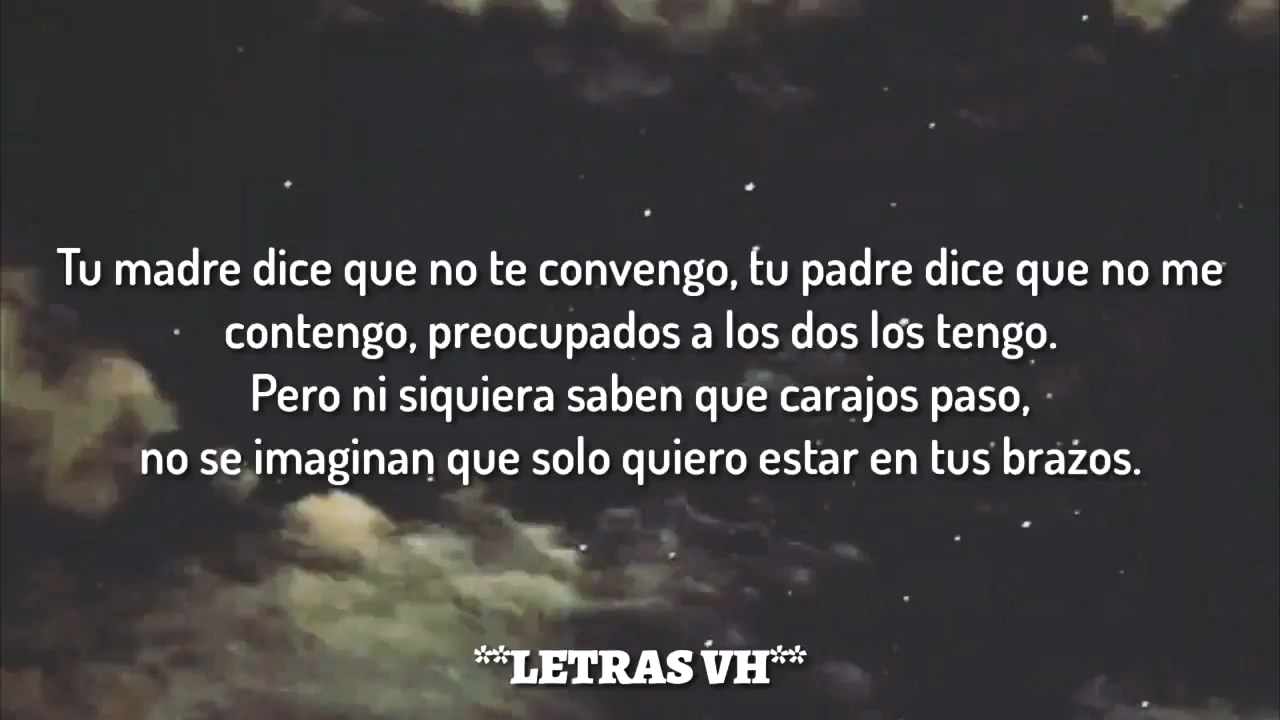 Tu madre dice que no te convengo, tu padre dice que no me
contengo, preocupados a los dos los tengo.
Pero ni siquiera saben que carajos paso,
no se imaginan que solo quiero estar en tus brazos.
**LETRAS VH**